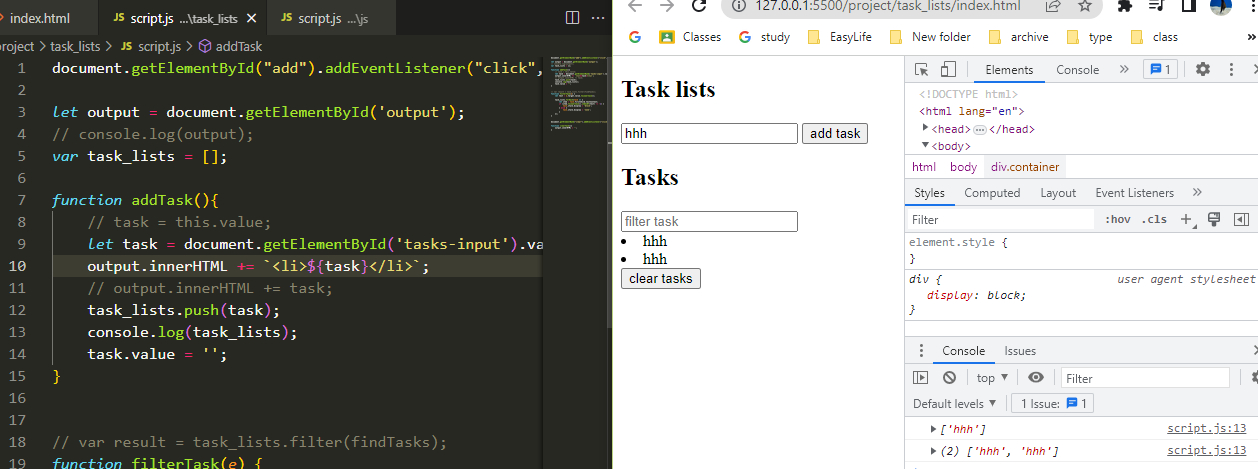 index.html
script.js ...\task_lists
script.js ...\js
project > task_lists > script.js > addTask
1 document.getElementById("add").addEventListener("click",
2
3 let output = document.getElementById('output');
4 // console.log(output);
5 var task_lists = [];
6
7 function addTask(){
8 // task = this.value;
9 let task = document.getElementById('tasks-input').va
10 output.innerHTML += `<li>${task}</li>`;
11 // output.innerHTML += task;
12 task_lists.push(task);
13 console.log(task_lists);
14 task.value = '';
15 }
16
17
18 // var result = task_lists.filter(findTasks);
19 function filterTask(e) {
127.0.0.1:5500/project/task_lists/index.html
Classes study EasyLife New folder archive type class
Task lists
hhh add task
Tasks
filter task
hhh
hhh
clear tasks
Elements Console 1
<!DOCTYPE html>
<html lang="en">
<head> </head>
<body>
html body div.container
Styles Computed Layout Event Listeners
Filter :hov .cls
element.style {
}
div { user agent stylesheet
display: block;
}
Console Issues
top Filter
Default levels 1 Issue: 1
['hhh'] script.js:13
(2) ['hhh', 'hhh'] script.js:13